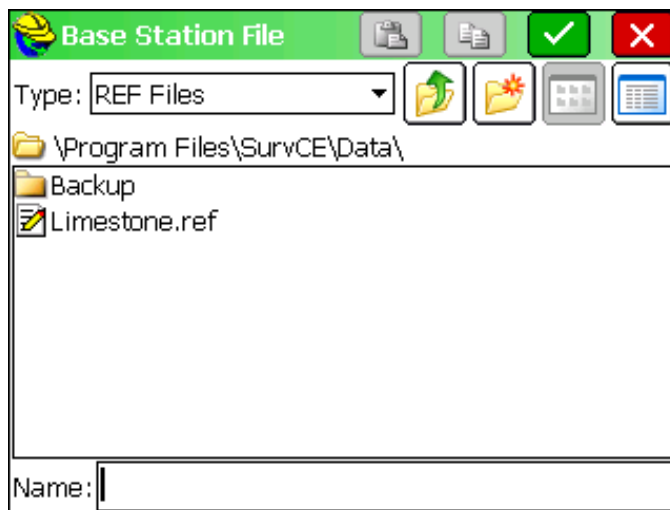 Base Station File
Type: REF Files
\Program Files\SurvCE\Data\
Backup
Limestone.ref
Name: